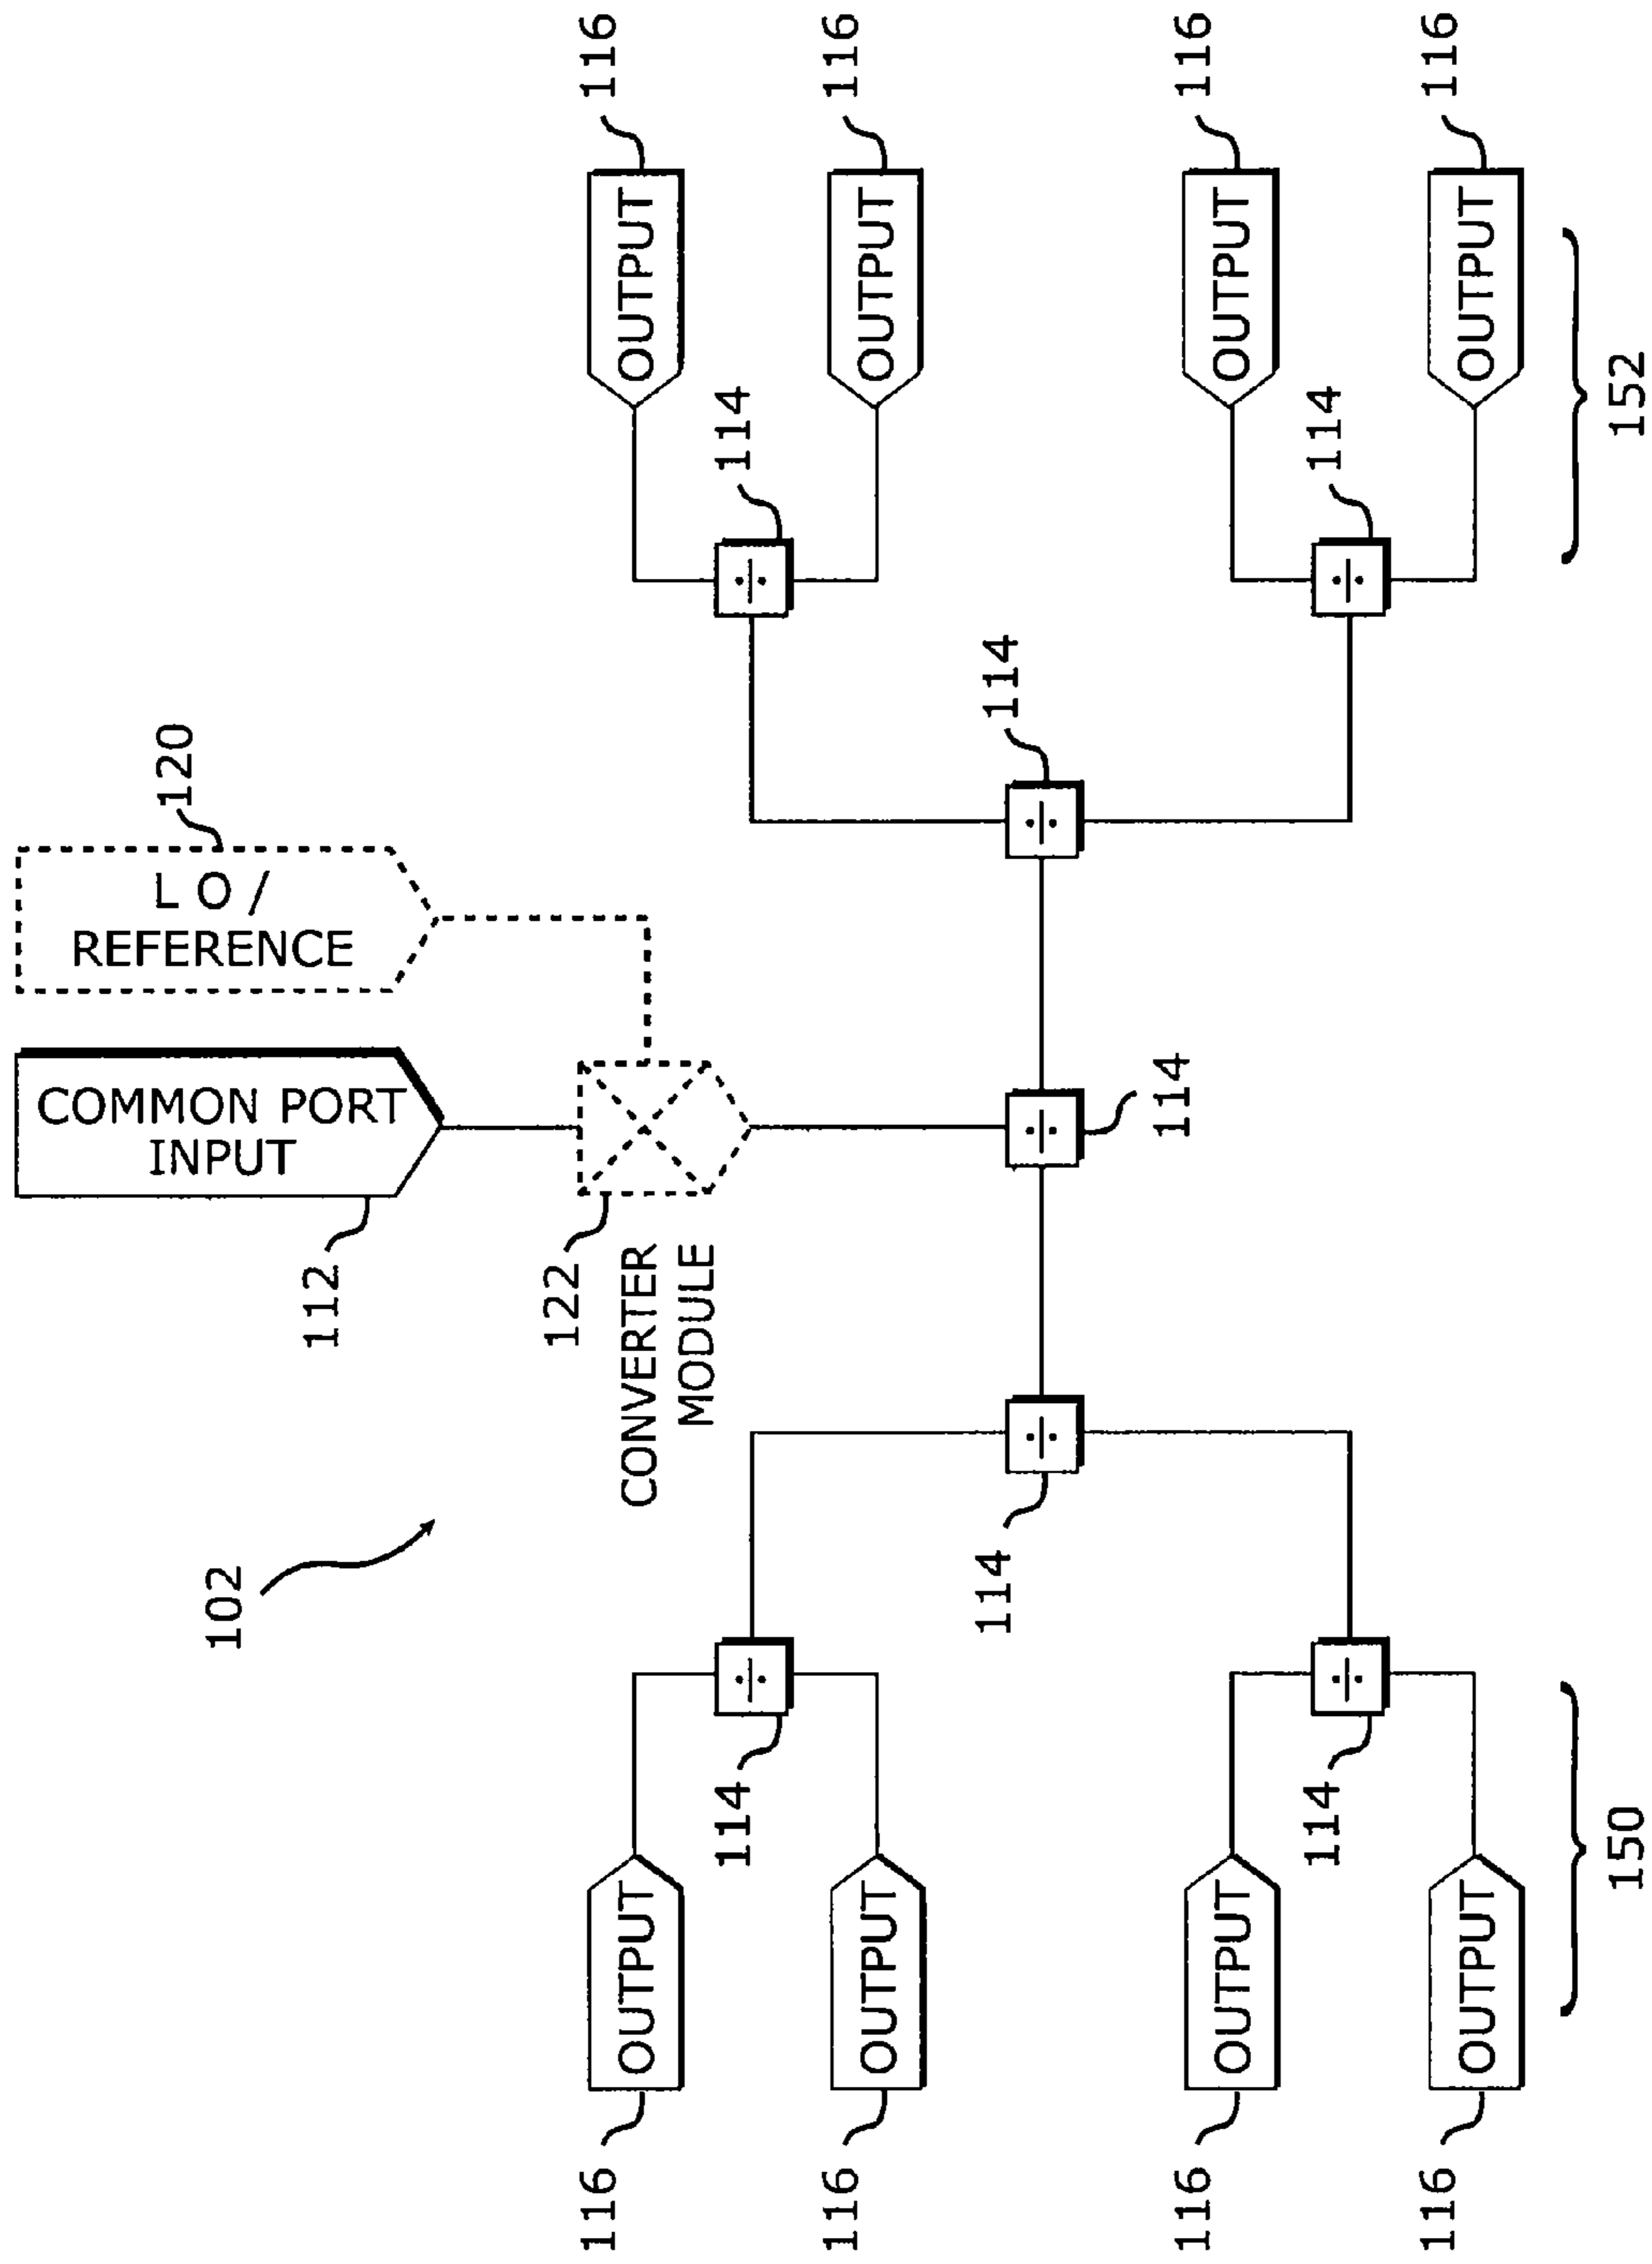 102
COMMON PORT
INPUT
L O /
REFERENCE
120
112
122
CONVERTER
MODULE
116
116
OUTPUT
OUTPUT
114
114
116
116
OUTPUT
OUTPUT
114
114
114
116
116
OUTPUT
OUTPUT
114
114
116
116
OUTPUT
OUTPUT
150
152